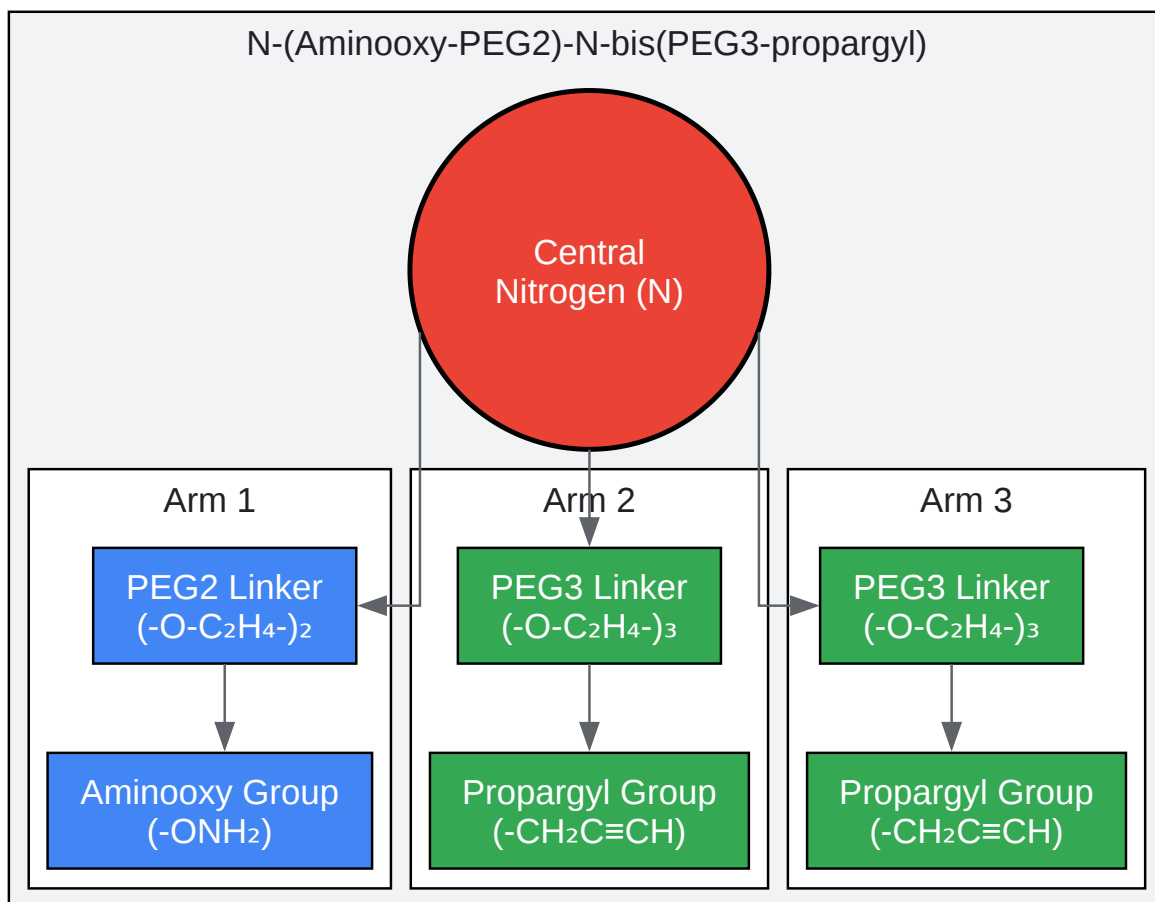 N-(Aminooxy-PEG2)-N-bis(PEG3-propargyl)
Central
Nitrogen (N)
Arm 1
PEG2 Linker
(-O-C₂H₄-)₂
Aminooxy Group
(-ONH₂)
Arm 2
PEG3 Linker
(-O-C₂H₄-)₃
Propargyl Group
(-CH₂C≡CH)
Arm 3
PEG3 Linker
(-O-C₂H₄-)₃
Propargyl Group
(-CH₂C≡CH)